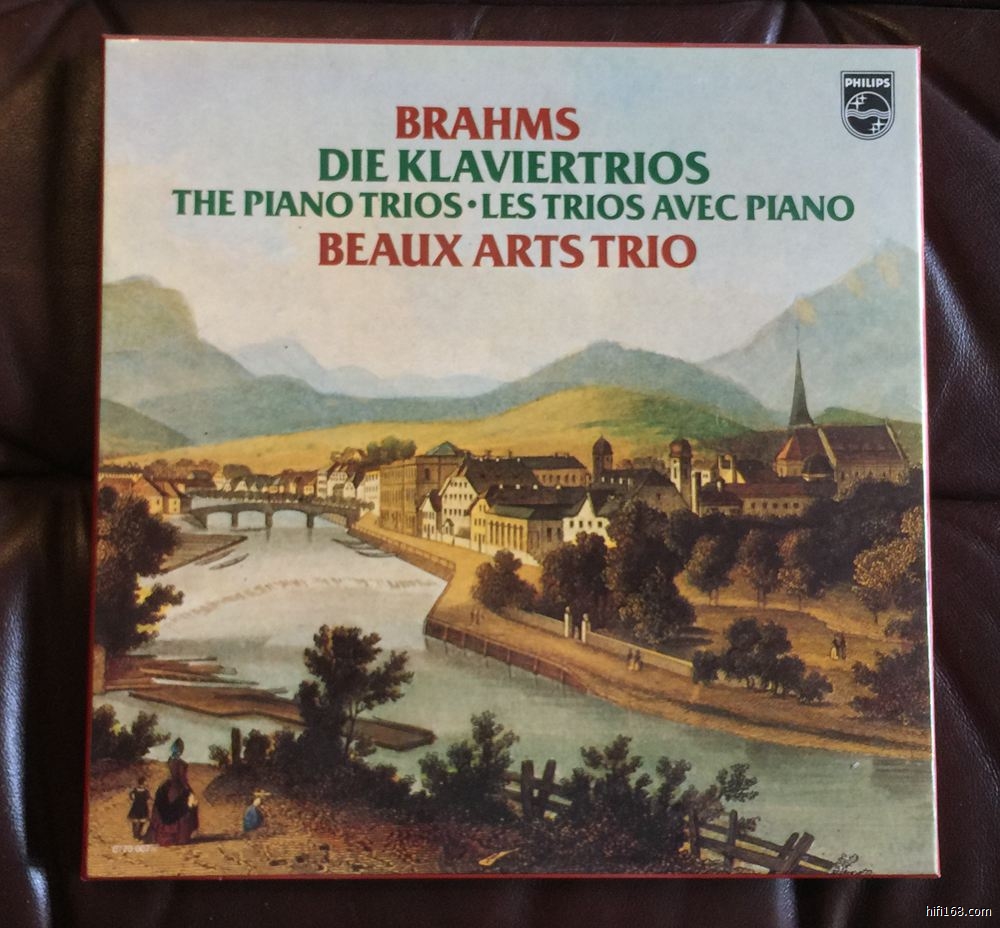 PHILIPS
BRAHMS
DIE KLAVIERTRIOS
THE PIANO TRIOS • LES TRIOS AVEC PIANO
BEAUX ARTS TRIO
hifi168.com